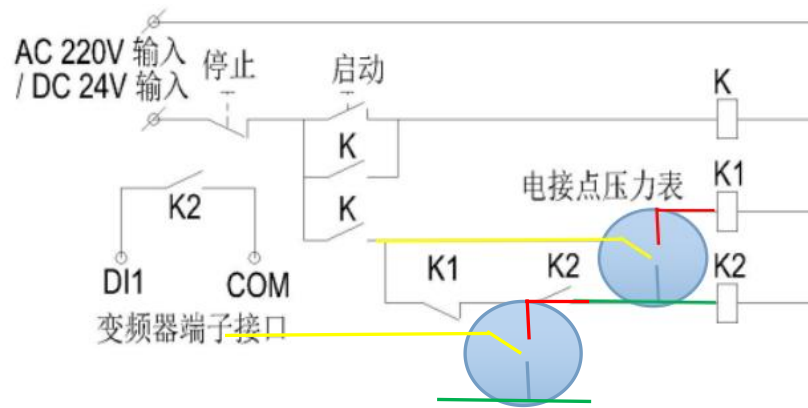 AC 220V 输入
/ DC 24V 输入
停止
启动
K
K
K
K2
电接点压力表
K1
DI1
COM
K1
K2
K2
变频器端子接口